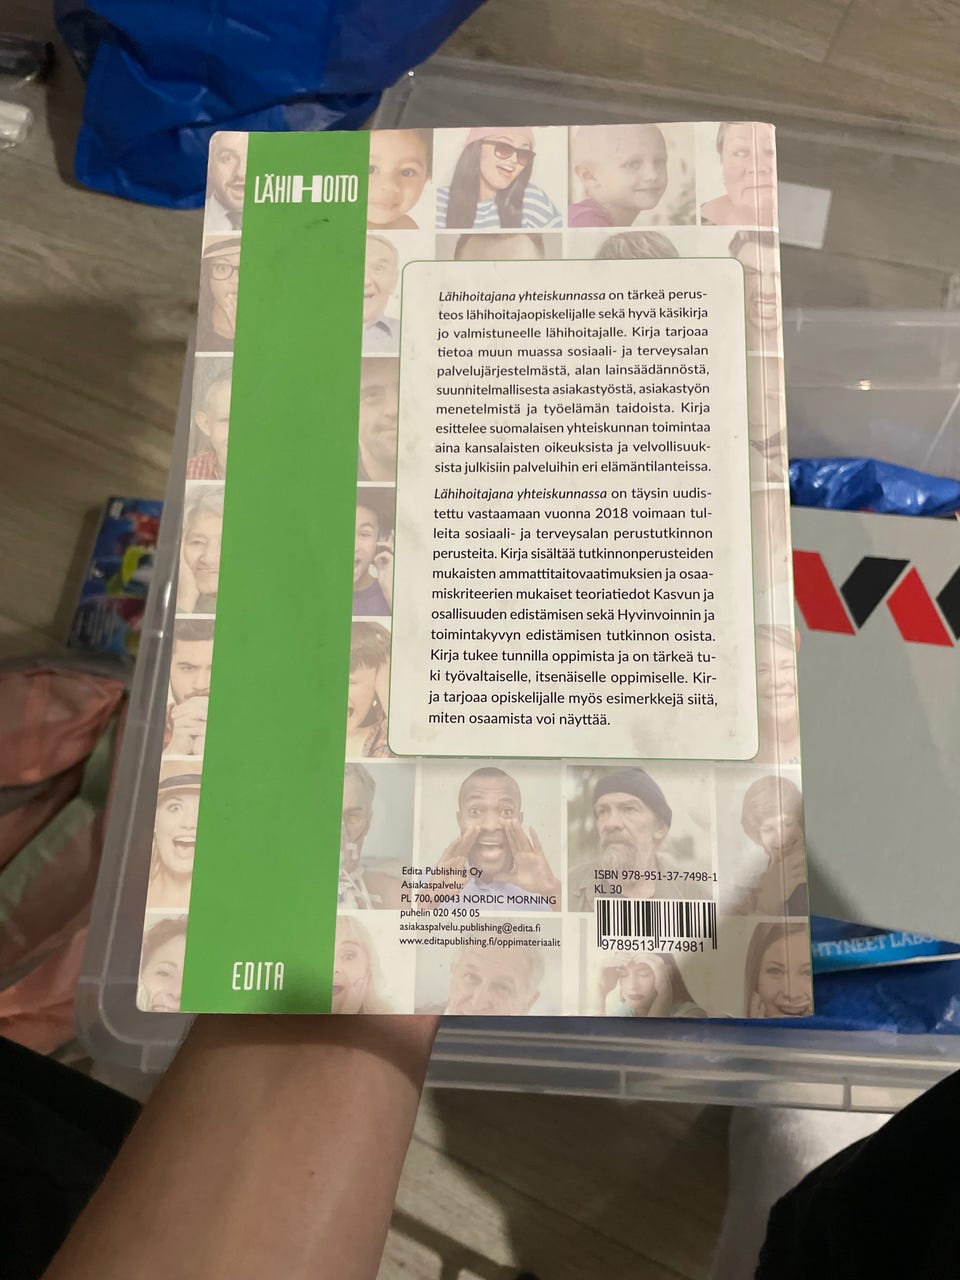 LÄHIHOITO
Lähihoitajana yhteiskunnassa on tärkeä perus-
teos lähihoitajaopiskelijalle sekä hyvä käsikirja
jo valmistuneelle lähihoitajalle. Kirja tarjoaa
tietoa muun muassa sosiaali- ja terveysalan
palvelujärjestelmästä, alan lainsäädännöstä,
suunnitelmallisesta asiakastyöstä, asiakastyön
menetelmistä ja työelämän taidoista. Kirja
esittelee suomalaisen yhteiskunnan toimintaa
aina kansalaisten oikeuksista ja velvollisuuk-
sista julkisiin palveluihin eri elämäntilanteissa.
Lähihoitajana yhteiskunnassa on täysin uudis-
tettu vastaamaan vuonna 2018 voimaan tul-
leita sosiaali- ja terveysalan perustutkinnon
perusteita. Kirja sisältää tutkinnonperusteiden
mukaisten ammattitaitovaatimuksien ja osaa-
miskriteerien mukaiset teoriatiedot Kasvun ja
osallisuuden edistämisen sekä Hyvinvoinnin ja
toimintakyvyn edistämisen tutkinnon osista.
Kirja tukee tunnilla oppimista ja on tärkeä tu-
ki työvaltaiselle, itsenäiselle oppimiselle. Kir-
ja tarjoaa opiskelijalle myös esimerkkejä siitä,
miten osaamista voi näyttää.
Edita Publishing Oy
Asiakaspalvelu:
PL 700, 00043 NORDIC MORNING
puhelin 020 450 05
asiakaspalvelu.publishing@edita.fi
www.editapublishing.fi/oppimateriaalit
ISBN 978-951-37-7498-1
KL 30
9789513774981
EDITA